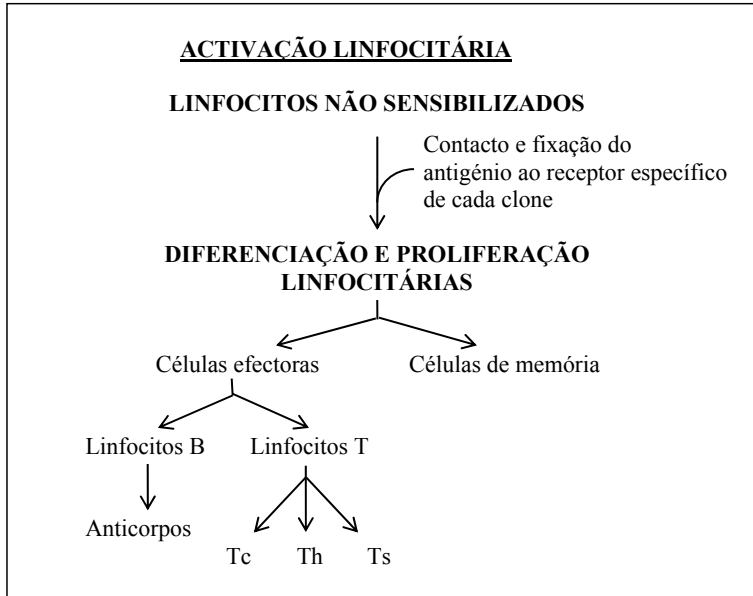 ACTIVAÇÃO LINFOCITÁRIA
LINFOCITOS NÃO SENSIBILIZADOS
Contacto e fixação do
antigénio ao receptor específico
de cada clone
DIFERENCIAÇÃO E PROLIFERAÇÃO
LINFOCITÁRIAS
Células efectoras
Células de memória
Linfocitos B
Linfocitos T
Anticorpos
Tc
Th
Ts